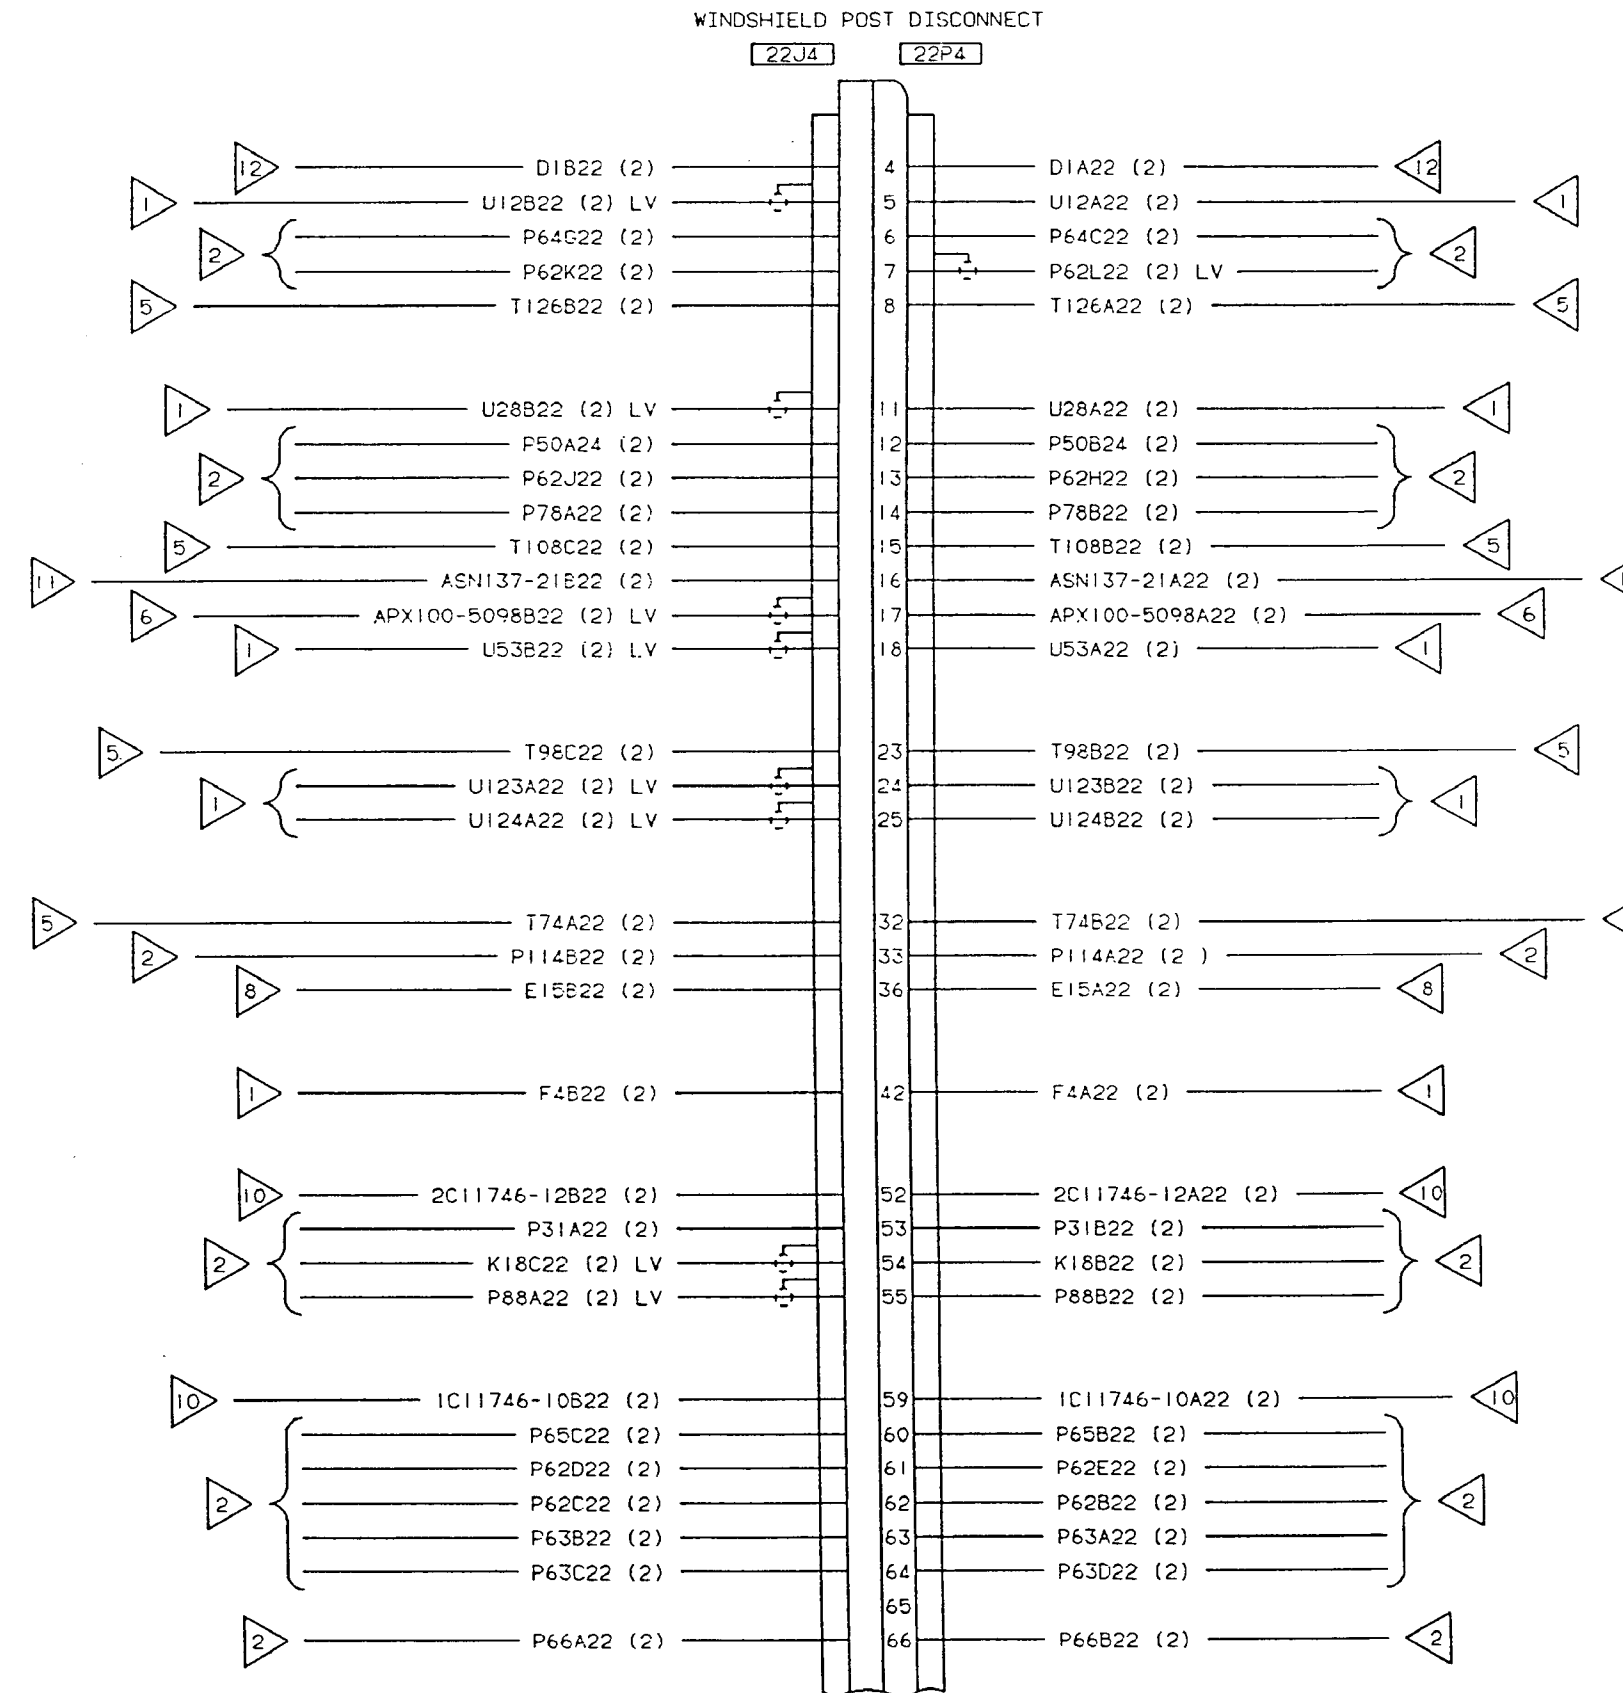 WINDSHIELD POST DISCONNECT
22J4 22P4
12 D1B22 (2) 4 D1A22 (2) 12
1 U12B22 (2) LV 5 U12A22 (2) 1
P64G22 (2) 6 P64C22 (2)
2 2
P62K22 (2) 7 P62L22 (2) LV
5 T126B22 (2) 8 T126A22 (2) 5
1 U28B22 (2) LV 11 U28A22 (2) 1
P50A24 (2) 12 P50B24 (2)
2 P62J22 (2) 13 P62H22 (2) 2
P78A22 (2) 14 P78B22 (2)
5 T108C22 (2) 15 T108B22 (2) 5
11 ASN137-21B22 (2) 16 ASN137-21A22 (2)
6 APX100-5098B22 (2) LV 17 APX100-5098A22 (2) 6
1 U53B22 (2) LV 18 U53A22 (2) 1
5 T98C22 (2) 23 T98B22 (2) 5
U123A22 (2) LV 24 U123B22 (2)
1 1
U124A22 (2) LV 25 U124B22 (2)
5 T74A22 (2) 32 T74B22 (2)
2 P114B22 (2) 33 P114A22 (2 ) 2
8 E15B22 (2) 36 E15A22 (2) 8
1 F4B22 (2) 42 F4A22 (2) 1
10 2C11746-12B22 (2) 52 2C11746-12A22 (2) 10
P31A22 (2) 53 P31B22 (2)
2 K18C22 (2) LV 54 K18B22 (2) 2
P88A22 (2) LV 55 P88B22 (2)
10 1C11746-10B22 (2) 59 1C11746-10A22 (2) 10
P65C22 (2) 60 P65B22 (2)
P62D22 (2) 61 P62E22 (2)
2 P62C22 (2) 62 P62B22 (2) 2
P63B22 (2) 63 P63A22 (2)
P63C22 (2) 64 P63D22 (2)
65
2 P66A22 (2) 66 P66B22 (2) 2